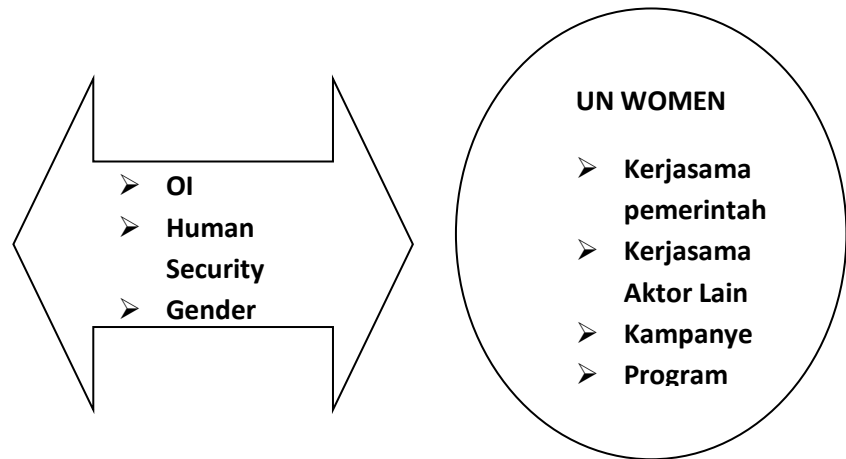 ➢ OI
➢ Human
Security
➢ Gender
UN WOMEN
➢ Kerjasama
pemerintah
➢ Kerjasama
Aktor Lain
➢ Kampanye
➢ Program